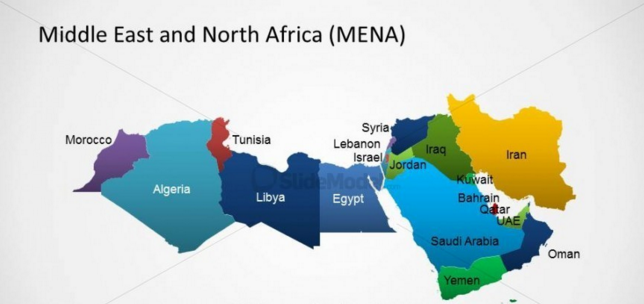 Middle East and North Africa (MENA)
Morocco
Tunisia
Algeria
Libya
Egypt
Syria
Lebanon
Israel
Jordan
Iraq
Iran
Kuwait
Bahrain
Qatar
UAE
Saudi Arabia
Oman
Yemen